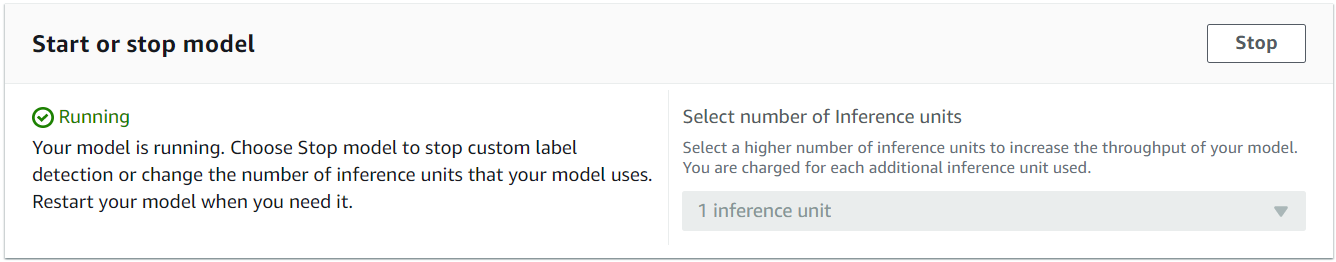 Start or stop model
Stop
Running
Your model is running. Choose Stop model to stop custom label
detection or change the number of inference units that your model uses.
Restart your model when you need it.
Select number of Inference units
Select a higher number of inference units to increase the throughput of your model.
You are charged for each additional inference unit used.
1 inference unit